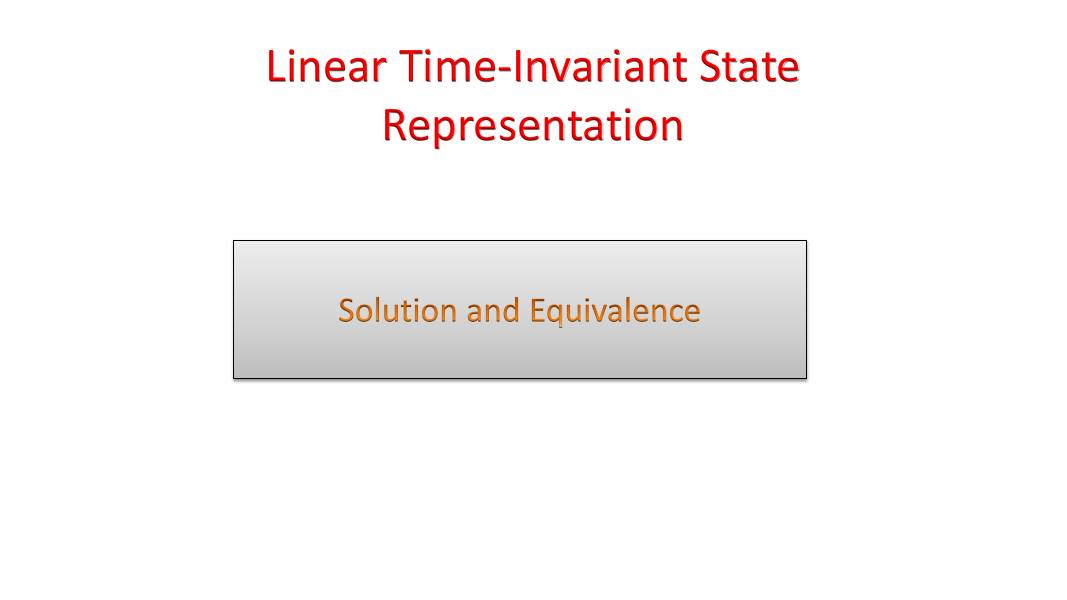 Linear Time-Invariant State
Representation
Solution and Equivalence